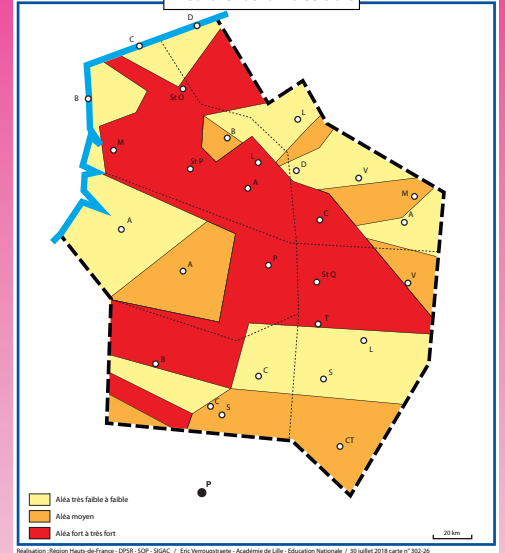 D
C
B
St O
M
B
L
L
St P
D
V
A
M
C
A
A
P
A
St Q
V
T
L
B
C
S
C
S
CT
P
Aléa très faible à faible
Aléa moyen
Aléa fort à très fort
20 km
Réalisation :Région Hauts-de-France - DPSR - SOP - SIGAC / Eric Verrougstraete - Académie de Lille - Education Nationale / 30 juillet 2018 carte n° 302-26